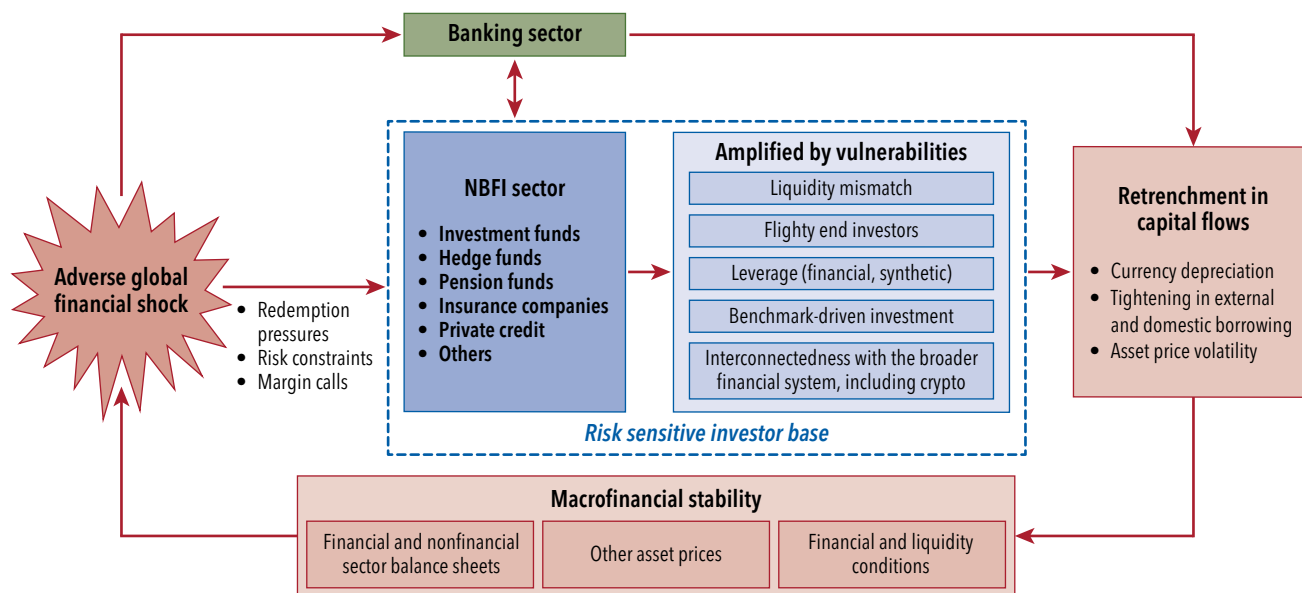 Banking sector
Adverse global
financial shock
• Redemption
pressures
• Risk constraints
• Margin calls
NBFI sector
• Investment funds
• Hedge funds
• Pension funds
• Insurance companies
• Private credit
• Others
Amplified by vulnerabilities
Liquidity mismatch
Flighty end investors
Leverage (financial, synthetic)
Benchmark-driven investment
Interconnectedness with the broader
financial system, including crypto
Risk sensitive investor base
Retrenchment in
capital flows
• Currency depreciation
• Tightening in external
and domestic borrowing
• Asset price volatility
Macrofinancial stability
Financial and nonfinancial
sector balance sheets
Other asset prices
Financial and liquidity
conditions